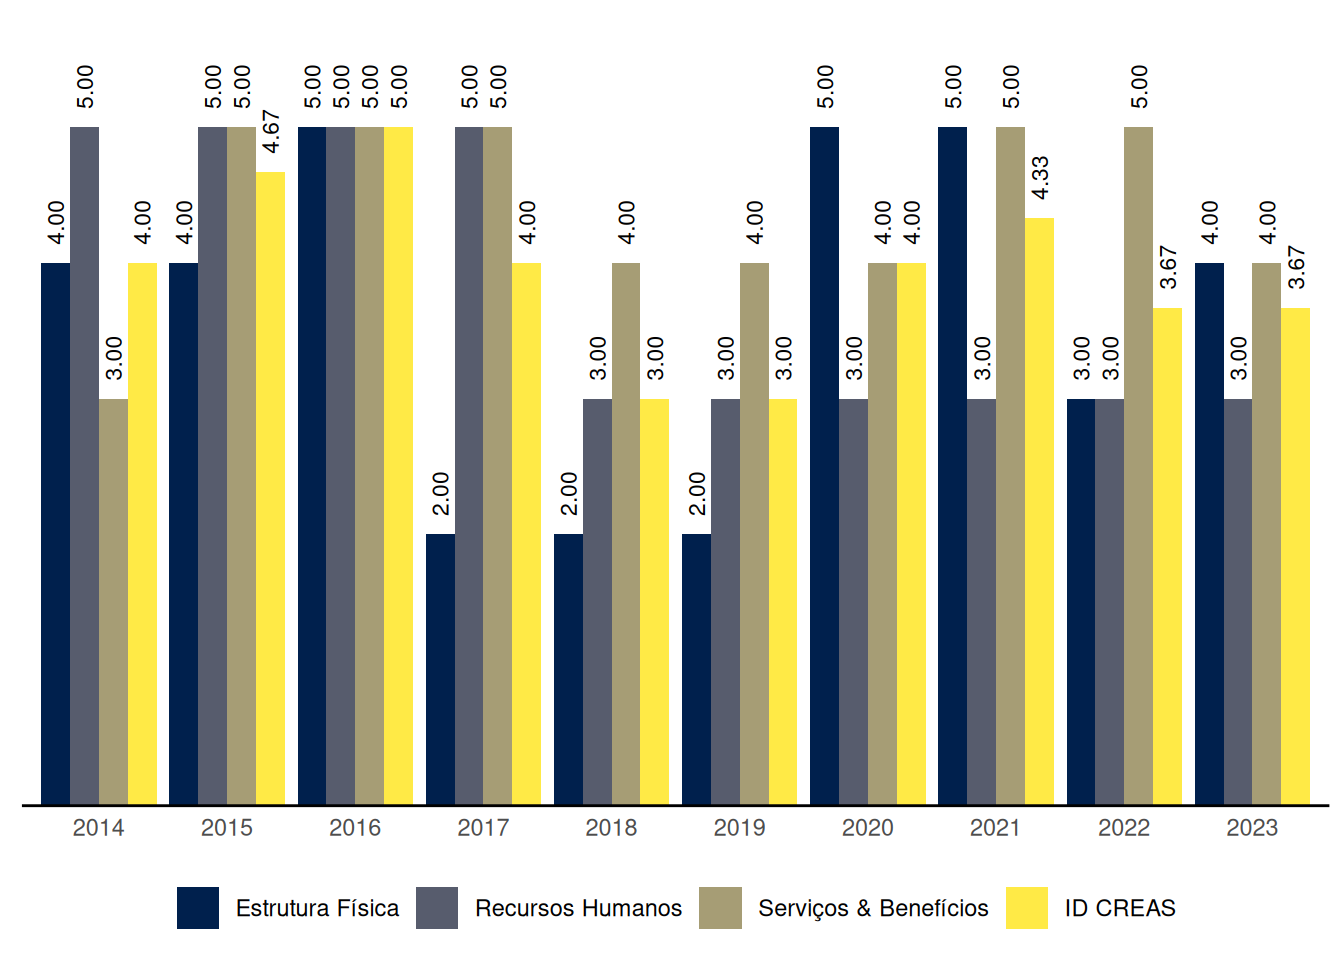 5.00 5.00 5.00 5.00 5.00 5.00 5.00 5.00 5.00 5.00 5.00 5.00 5.00 5.00
4.67
4.33
4.00 4.00 4.00 4.00 4.00 4.00 4.00 4.00 4.00 4.00
3.67 3.67
3.00 3.00 3.00 3.00 3.00 3.00 3.00 3.00 3.00 3.00
2.00 2.00 2.00
2014 2015 2016 2017 2018 2019 2020 2021 2022 2023
Estrutura Física Recursos Humanos Serviços & Benefícios ID CREAS